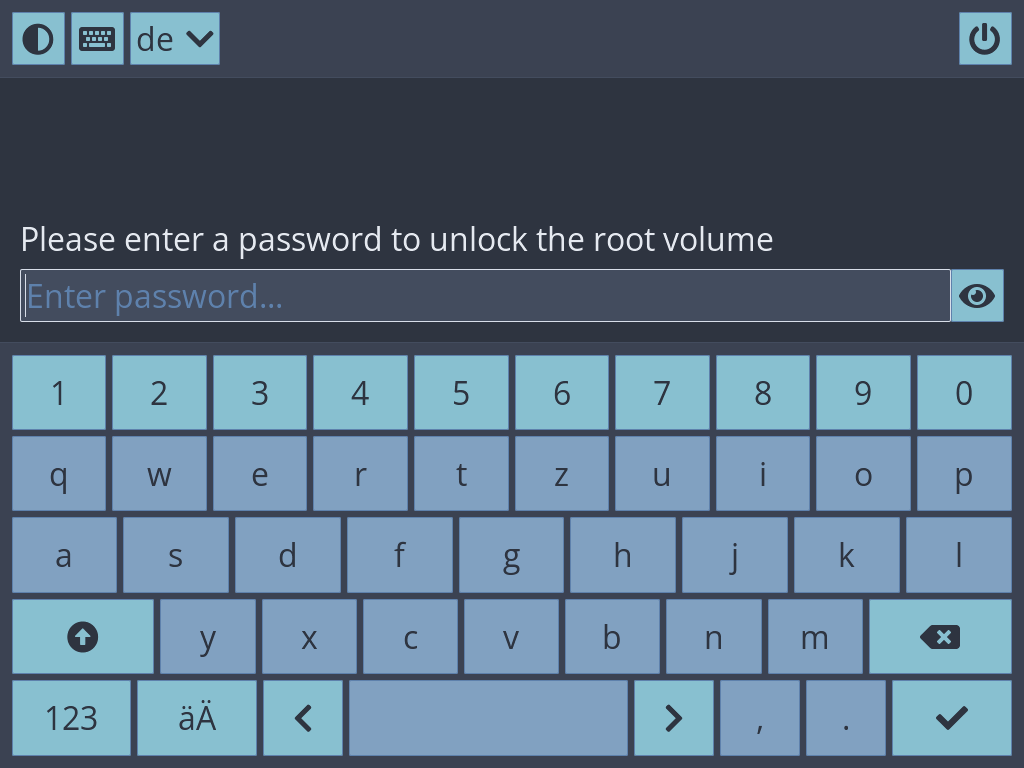 de
Please enter a password to unlock the root volume
Enter password...
1 2 3 4 5 6 7 8 9 0
q w e r t z u i o p
a s d f g h j k l
y x c v b n m
123 äÄ , .